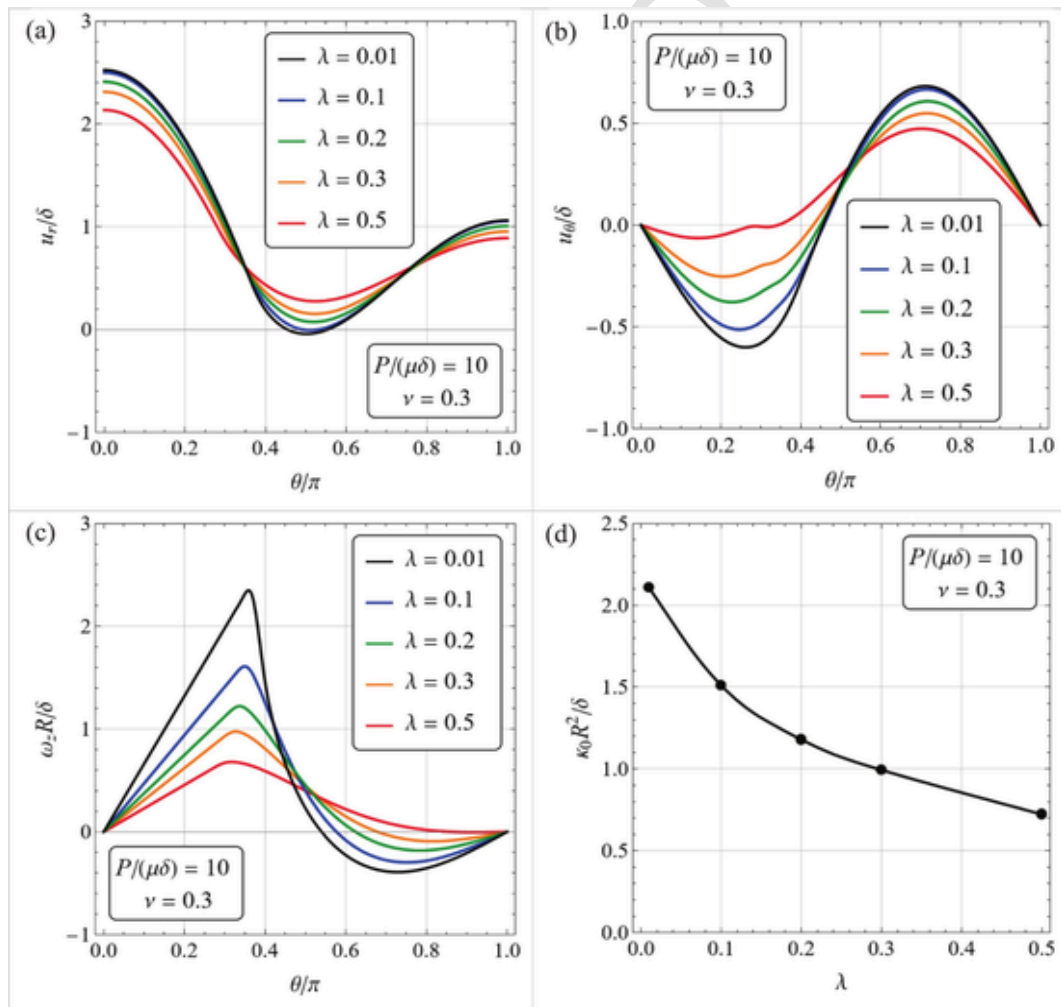 (a)
3
2
1
0
−1
u_r/δ
λ = 0.01
λ = 0.1
λ = 0.2
λ = 0.3
λ = 0.5
P/(μδ) = 10
ν = 0.3
0.0 0.2 0.4 0.6 0.8 1.0
θ/π
(b)
1.0
0.5
0.0
−0.5
−1.0
u_θ/δ
P/(μδ) = 10
ν = 0.3
λ = 0.01
λ = 0.1
λ = 0.2
λ = 0.3
λ = 0.5
0.0 0.2 0.4 0.6 0.8 1.0
θ/π
(c)
3
2
1
0
−1
ω_z R/δ
λ = 0.01
λ = 0.1
λ = 0.2
λ = 0.3
λ = 0.5
P/(μδ) = 10
ν = 0.3
0.0 0.2 0.4 0.6 0.8 1.0
θ/π
(d)
2.5
2.0
1.5
1.0
0.5
0.0
κ₀R²/δ
P/(μδ) = 10
ν = 0.3
0.0 0.1 0.2 0.3 0.4 0.5
λ